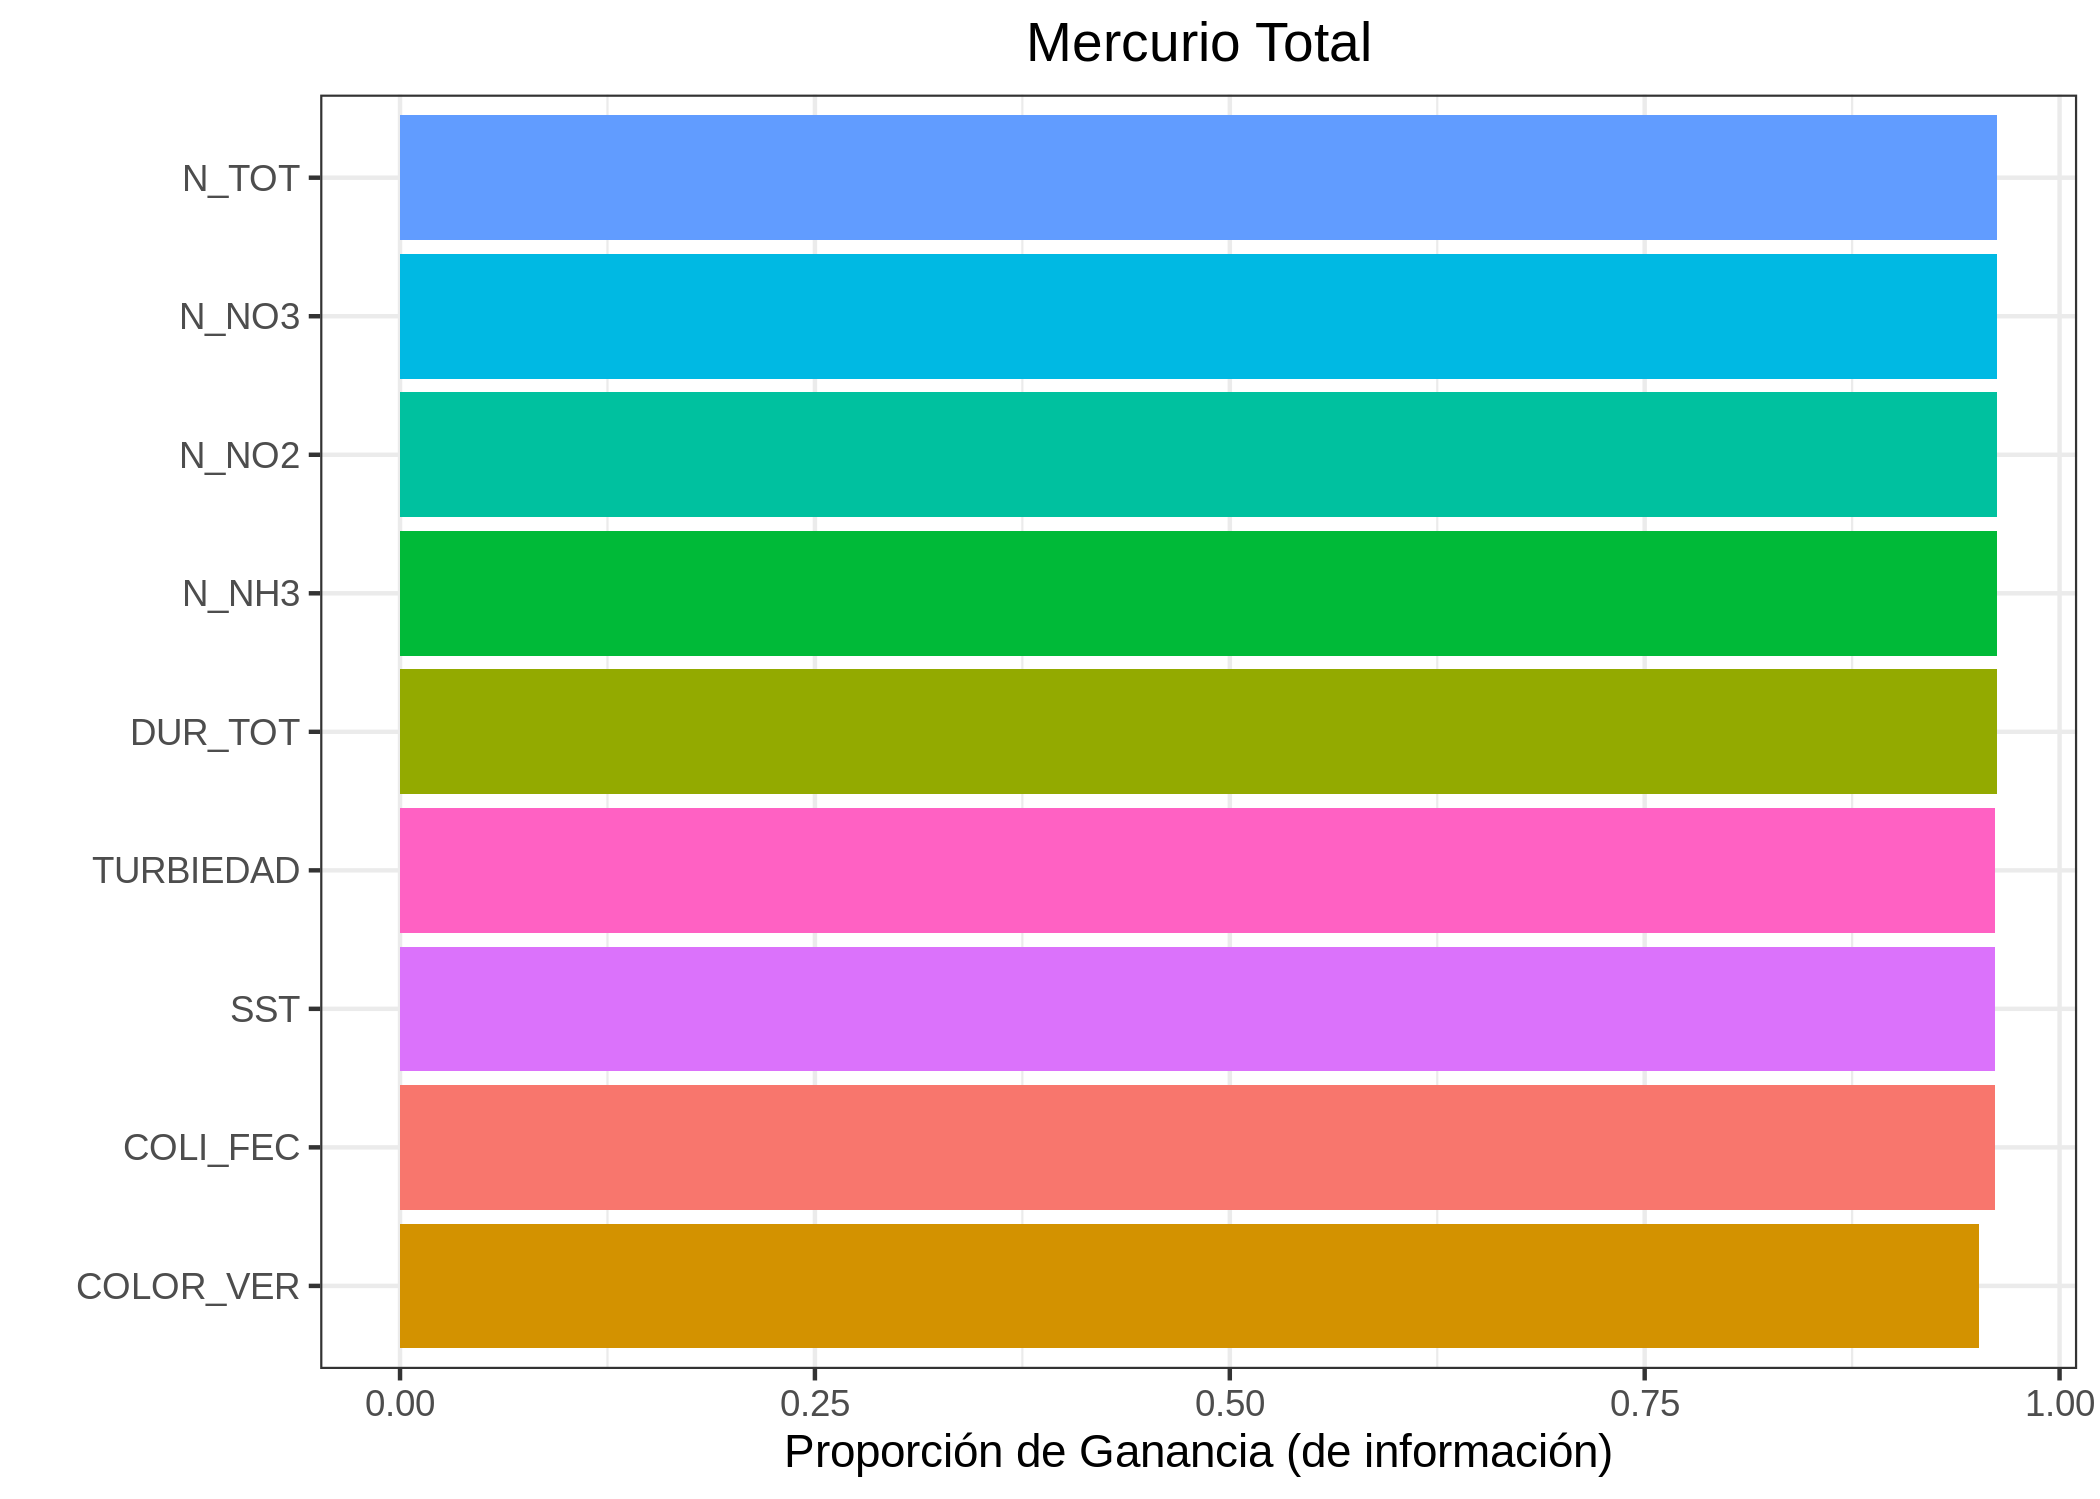 Mercurio Total
N_TOT
N_NO3
N_NO2
N_NH3
DUR_TOT
TURBIEDAD
SST
COLI_FEC
COLOR_VER
0.00 0.25 0.50 0.75 1.00
Proporción de Ganancia (de información)